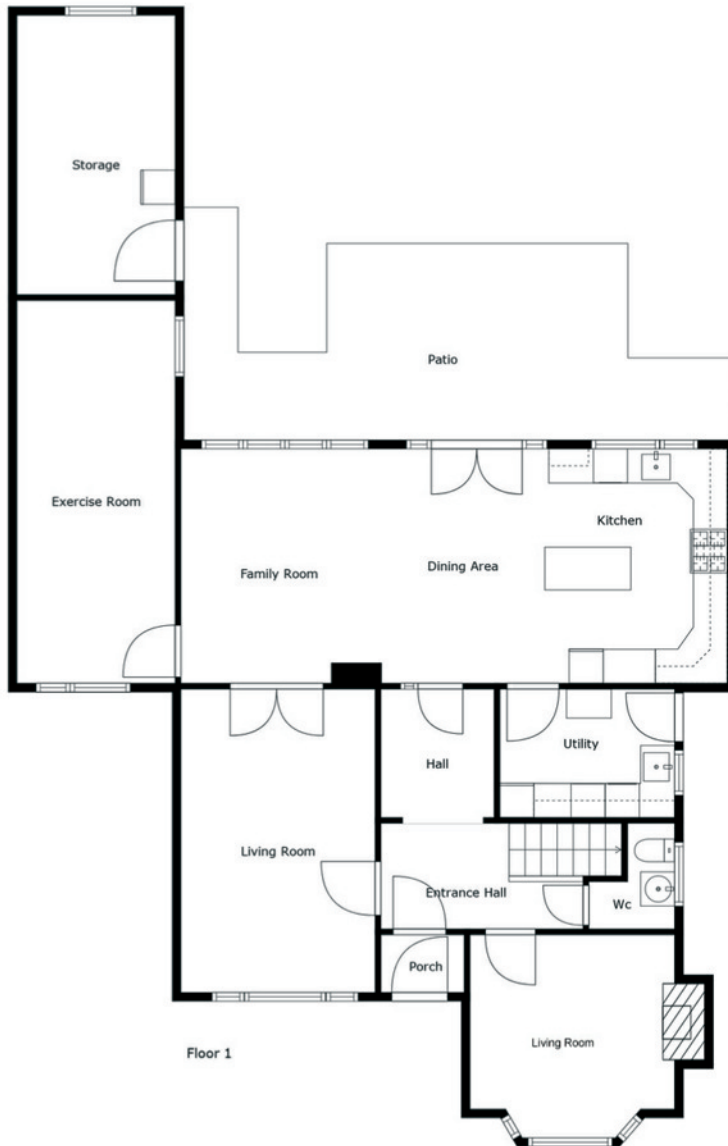 Storage
Patio
Exercise Room
Kitchen
Family Room
Dining Area
Utility
Hall
Living Room
Entrance Hall
Wc
Porch
Living Room
Floor 1